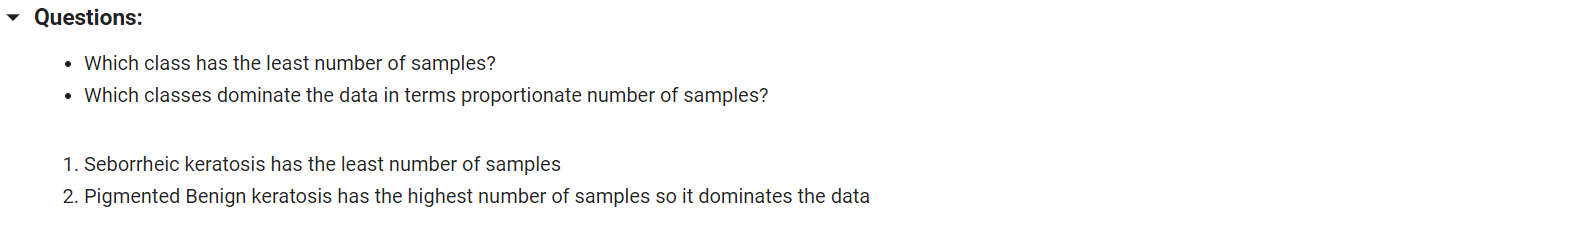 Questions:
• Which class has the least number of samples?
• Which classes dominate the data in terms proportionate number of samples?
1. Seborrheic keratosis has the least number of samples
2. Pigmented Benign keratosis has the highest number of samples so it dominates the data